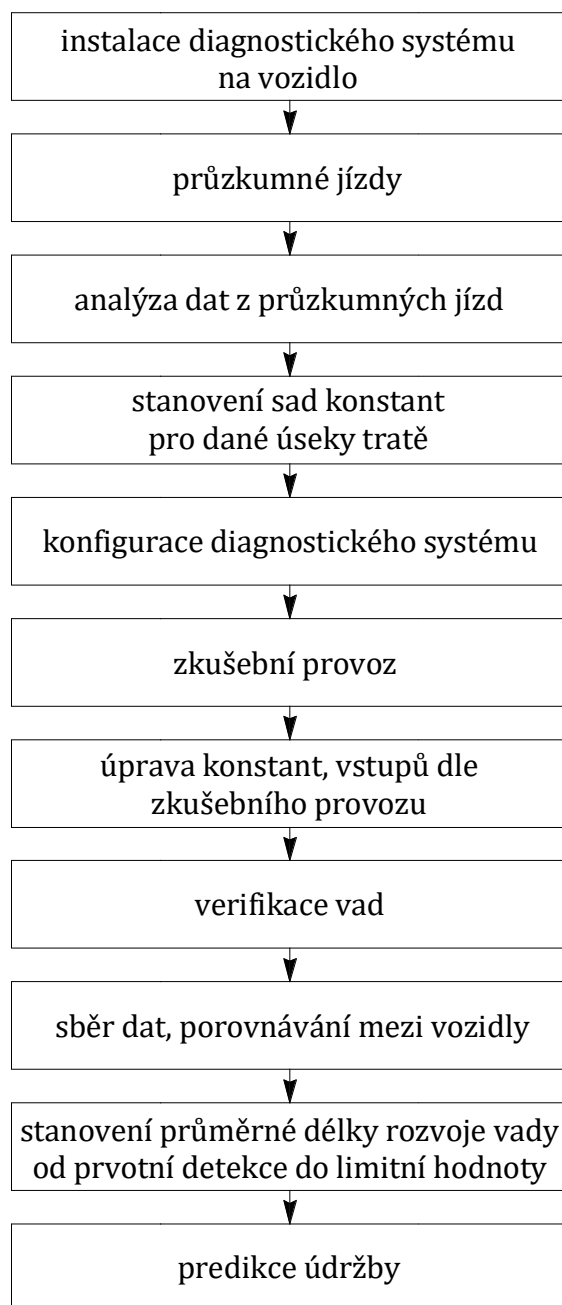 instalace diagnostického systému
na vozidlo
průzkumné jízdy
analýza dat z průzkumných jízd
stanovení sad konstant
pro dané úseky tratě
konfigurace diagnostického systému
zkušební provoz
úprava konstant, vstupů dle
zkušebního provozu
verifikace vad
sběr dat, porovnávání mezi vozidly
stanovení průměrné délky rozvoje vady
od prvotní detekce do limitní hodnoty
predikce údržby